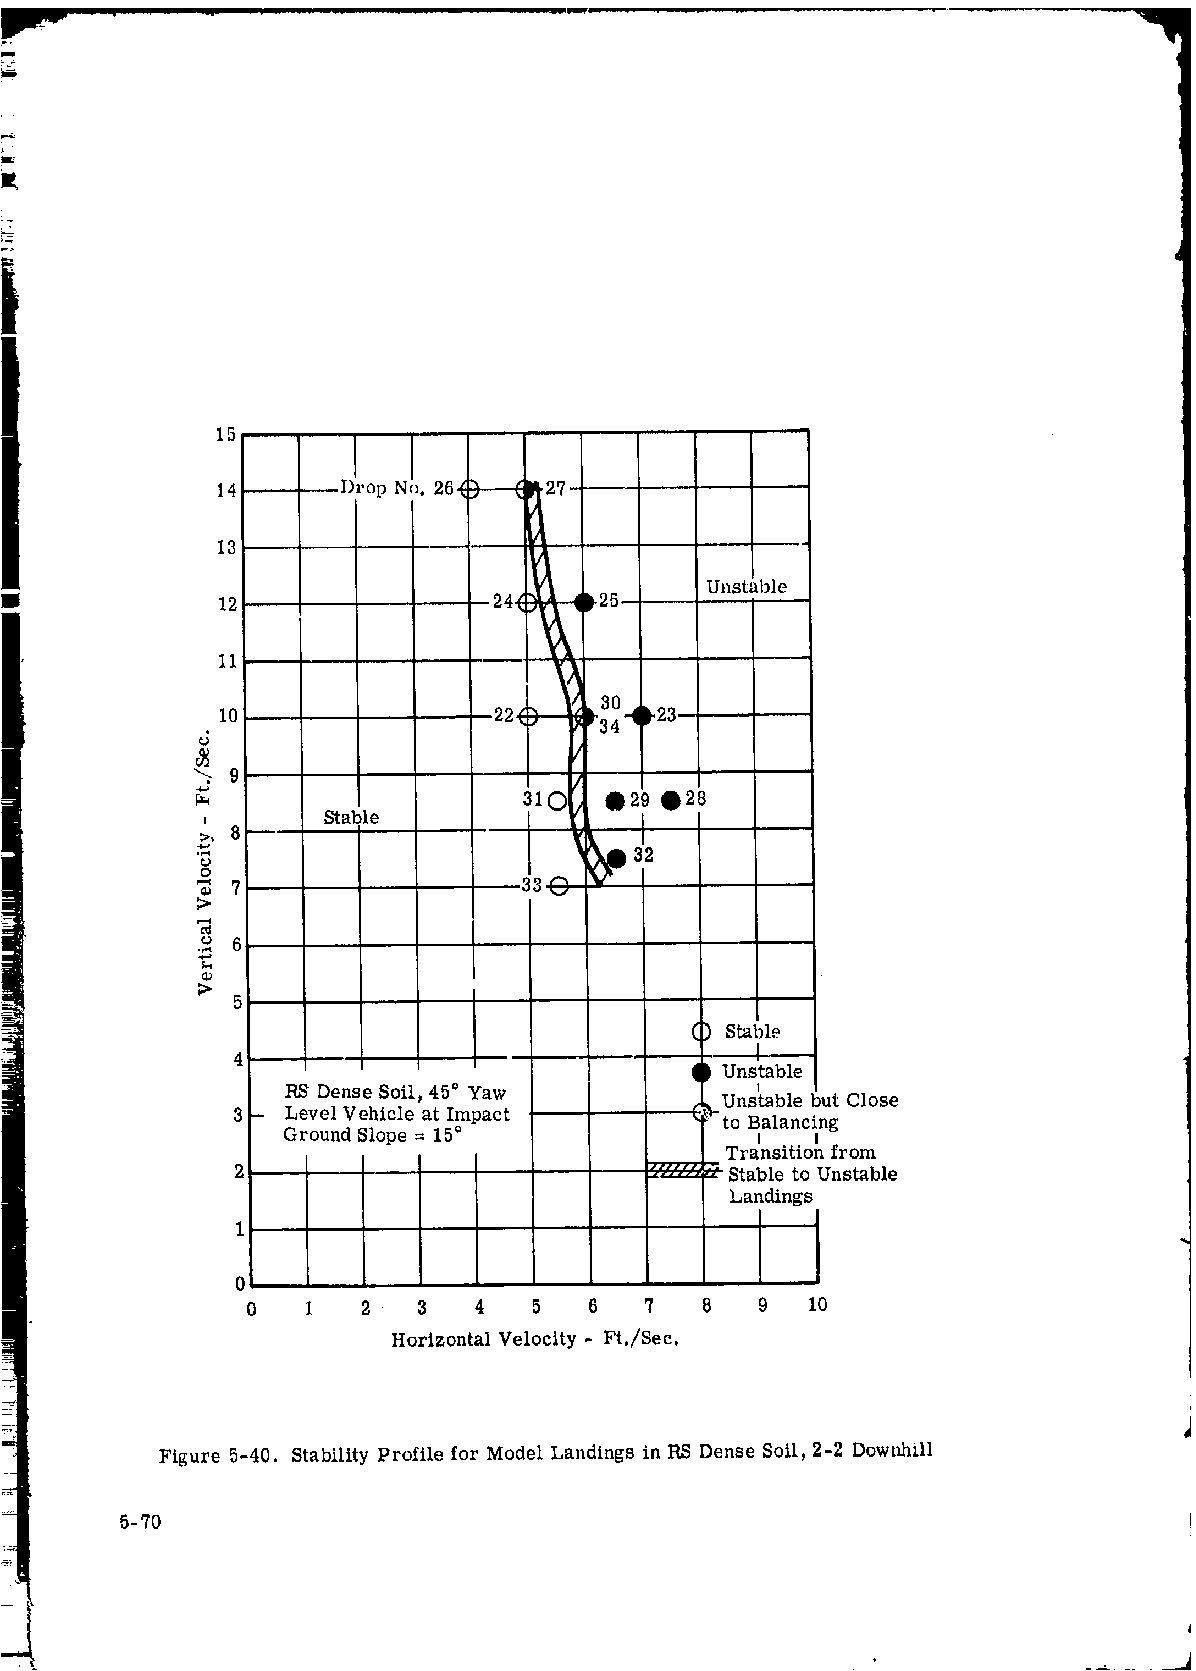 15
14
Drop No. 26
27
13
Unstable
12
24
25
11
10
22
30
34
23
9
31
29
28
Stable
8
32
7
33
6
5
Stable
4
Unstable
RS Dense Soil, 45° Yaw
Level Vehicle at Impact
Ground Slope = 15°
3
Unstable but Close
to Balancing
2
Transition from
Stable to Unstable
Landings
1
0
0 1 2 3 4 5 6 7 8 9 10
Vertical Velocity - Ft./Sec.
Horizontal Velocity - Ft./Sec.
Figure 5-40. Stability Profile for Model Landings in RS Dense Soil, 2-2 Downhill
5-70